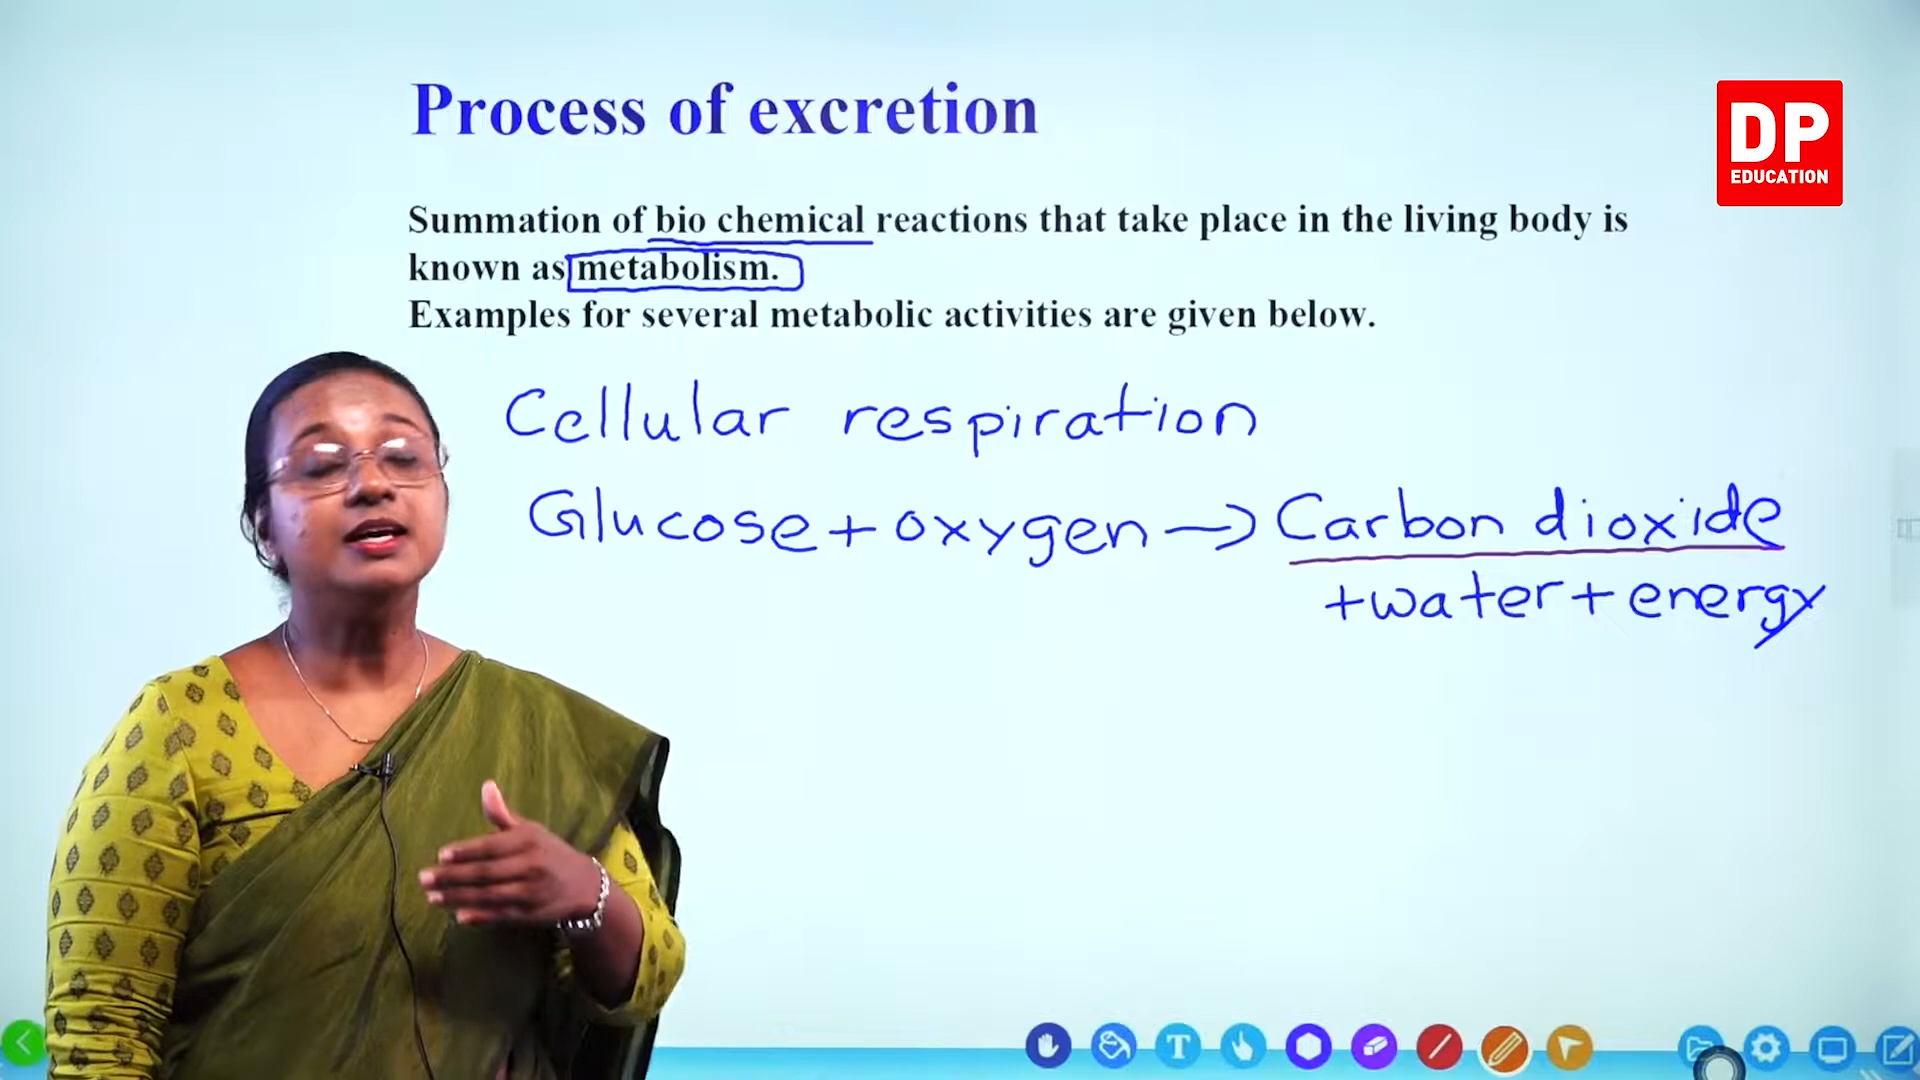 Process of excretion
DP
EDUCATION
Summation of bio chemical reactions that take place in the living body is
known as metabolism.
Examples for several metabolic activities are given below.
Cellular respiration
Glucose + oxygen → Carbon dioxide
+ water + energy
T